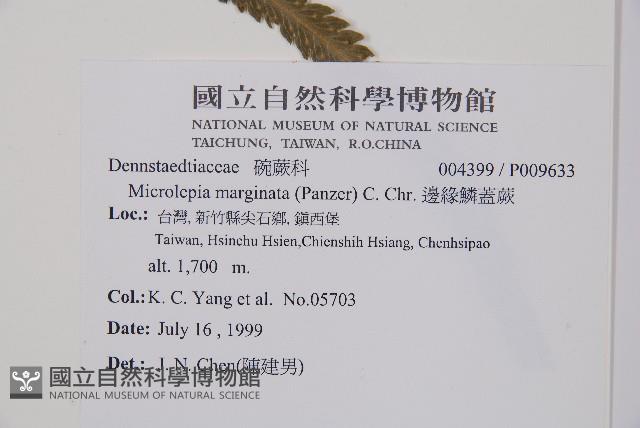 國立自然科學博物館
NATIONAL MUSEUM OF NATURAL SCIENCE
TAICHUNG, TAIWAN, R.O.CHINA
Dennstaedtiaceae 碗蕨科 004399 / P009633
Microlepia marginata (Panzer) C. Chr. 邊緣鱗蓋蕨
Loc.: 台灣, 新竹縣尖石鄉, 鎮西堡
Taiwan, Hsinchu Hsien,Chienshih Hsiang, Chenhsipao
alt. 1,700 m.
Col.: K. C. Yang et al. No.05703
Date: July 16 , 1999
Det.: J. N. Chen(陳建男)
國立自然科學博物館
NATIONAL MUSEUM OF NATURAL SCIENCE